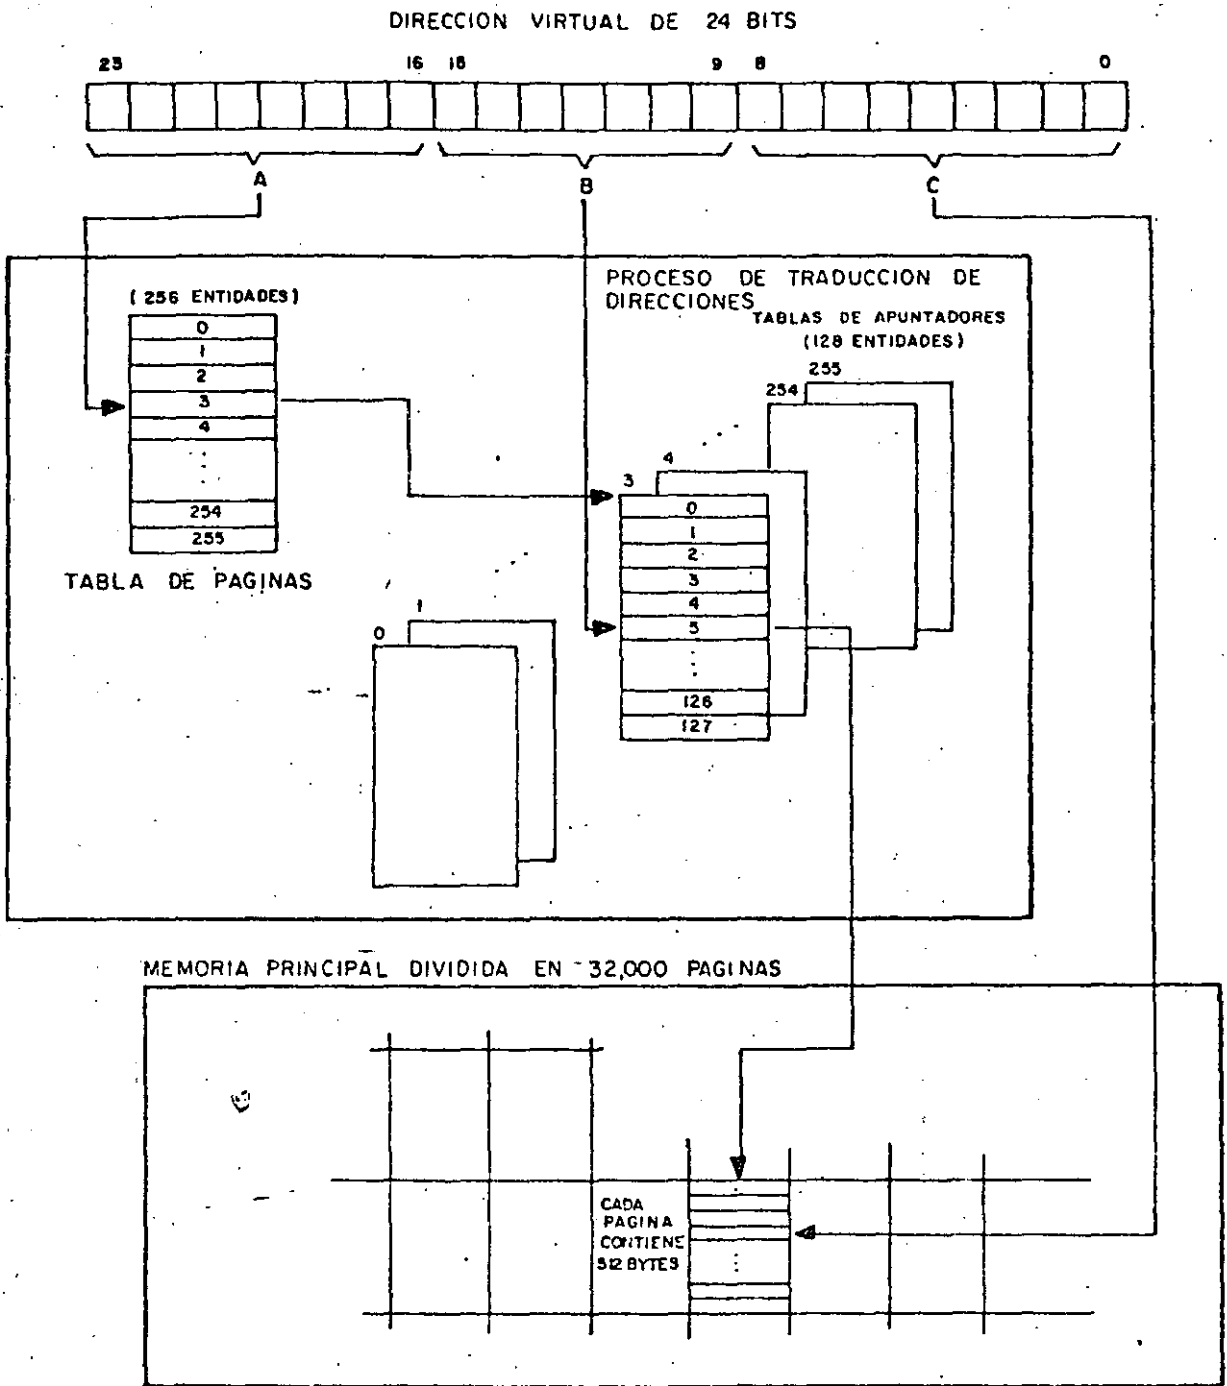 DIRECCION VIRTUAL DE 24 BITS
23 16 15 9 8 0
A B C
PROCESO DE TRADUCCION DE
DIRECCIONES
(256 ENTIDADES)
0
1
2
3
4
254
255
TABLA DE PAGINAS
TABLAS DE APUNTADORES
(128 ENTIDADES)
255
254
4
3
0
1
2
3
4
5
126
127
1
0
MEMORIA PRINCIPAL DIVIDIDA EN ~32,000 PAGINAS
CADA
PAGINA
CONTIENE
512 BYTES